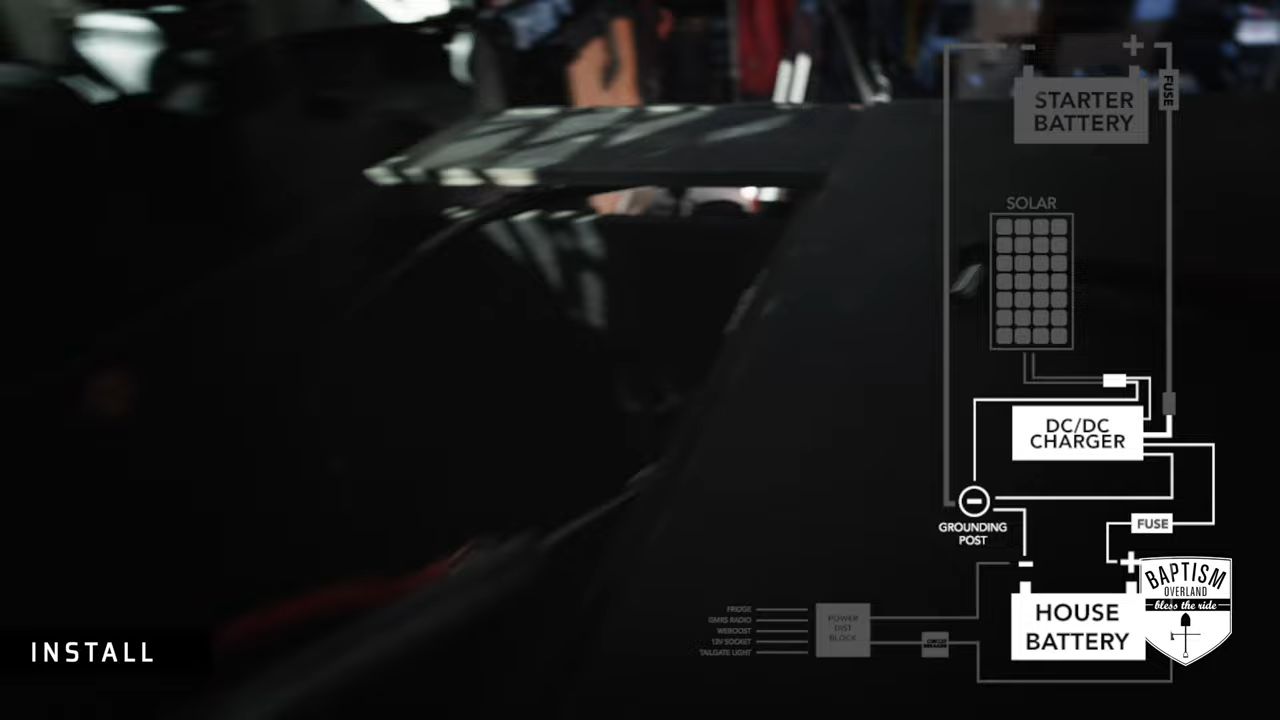 STARTER
BATTERY
FUSE
SOLAR
DC/DC
CHARGER
GROUNDING
POST
FUSE
HOUSE
BATTERY
BAPTISM
OVERLAND
bless the ride
FRIDGE
GMRS RADIO
WEBOOST
12V SOCKET
TAILGATE LIGHT
POWER
DIST
BLOCK
INSTALL